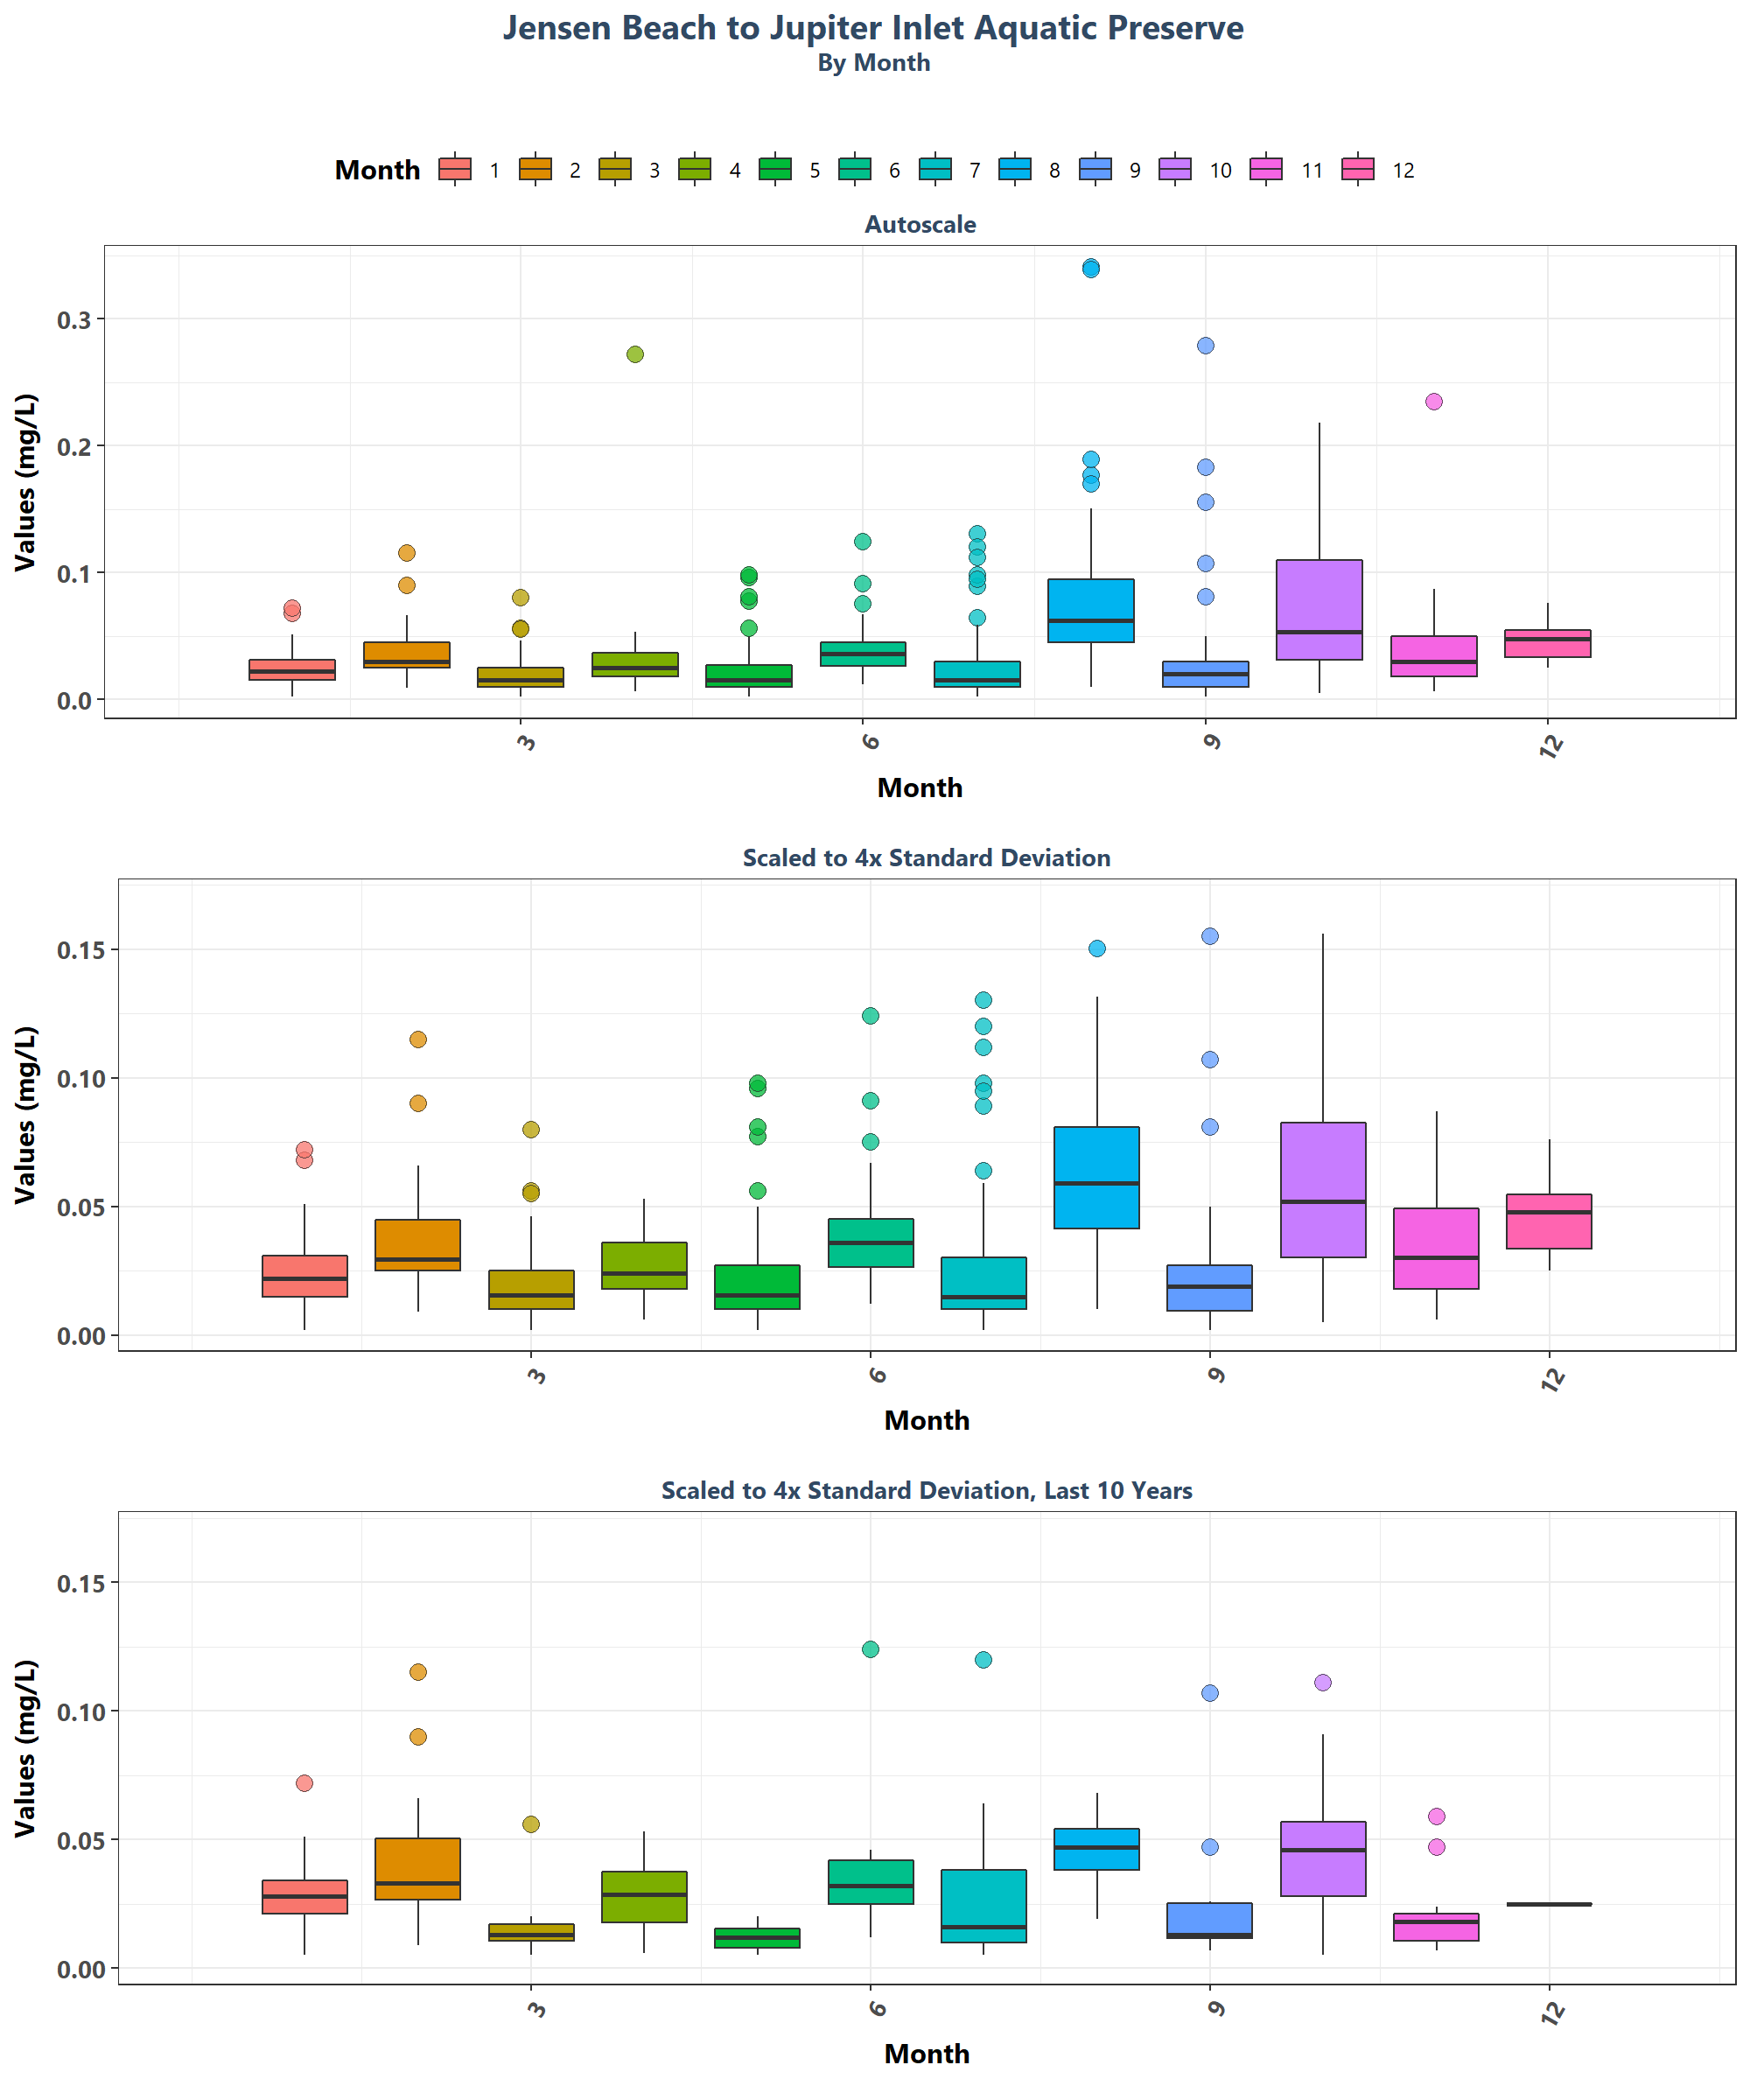 Jensen Beach to Jupiter Inlet Aquatic Preserve
By Month
Month 1 2 3 4 5 6 7 8 9 10 11 12
Autoscale
Values (mg/L)
0.3
0.2
0.1
0.0
3 6 9 12
Month
Scaled to 4x Standard Deviation
Values (mg/L)
0.15
0.10
0.05
0.00
3 6 9 12
Month
Scaled to 4x Standard Deviation, Last 10 Years
Values (mg/L)
0.15
0.10
0.05
0.00
3 6 9 12
Month